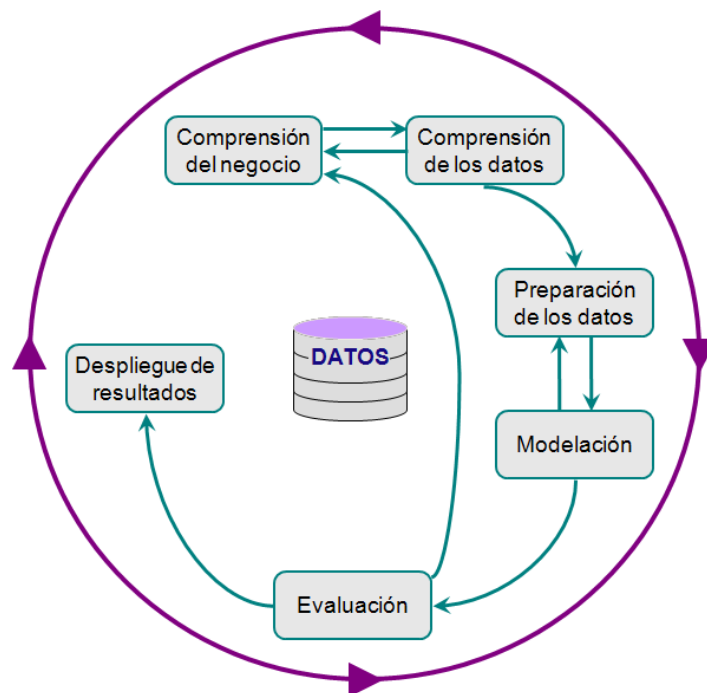 Comprensión
del negocio
Comprensión
de los datos
Preparación
de los datos
DATOS
Despliegue de
resultados
Modelación
Evaluación